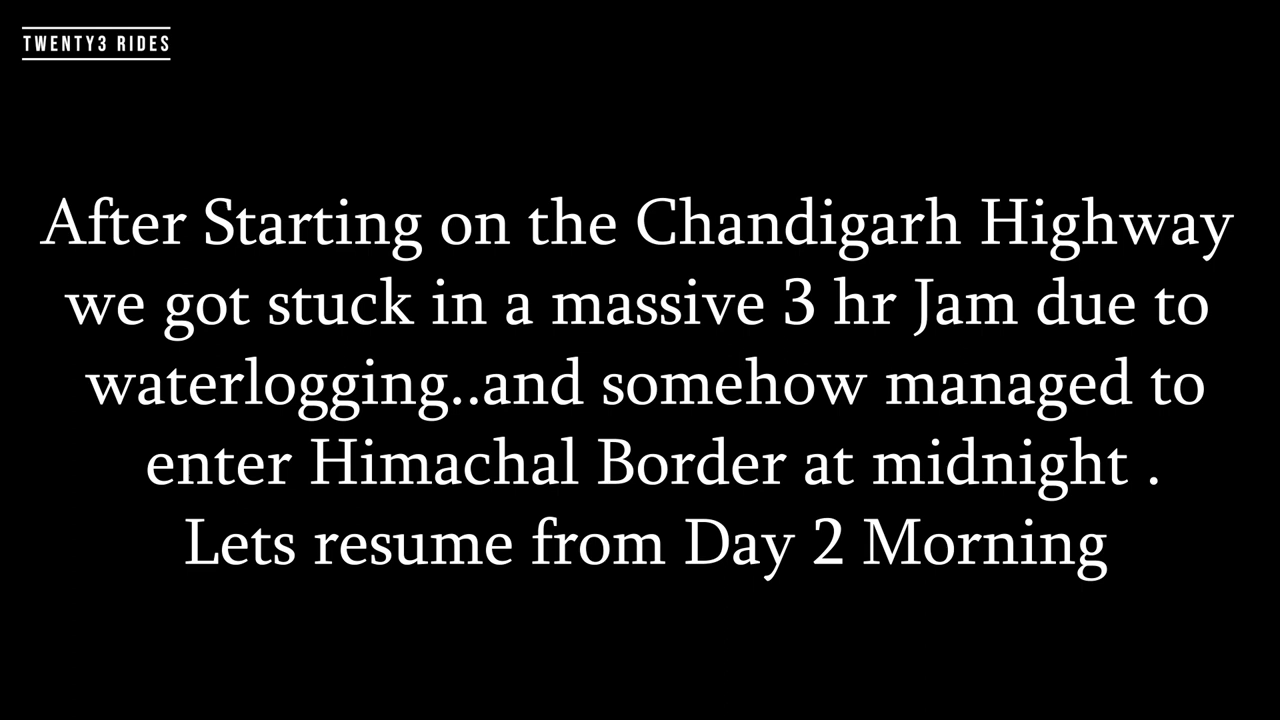 TWENTY3 RIDES
After Starting on the Chandigarh Highway
we got stuck in a massive 3 hr Jam due to
waterlogging..and somehow managed to
enter Himachal Border at midnight .
Lets resume from Day 2 Morning